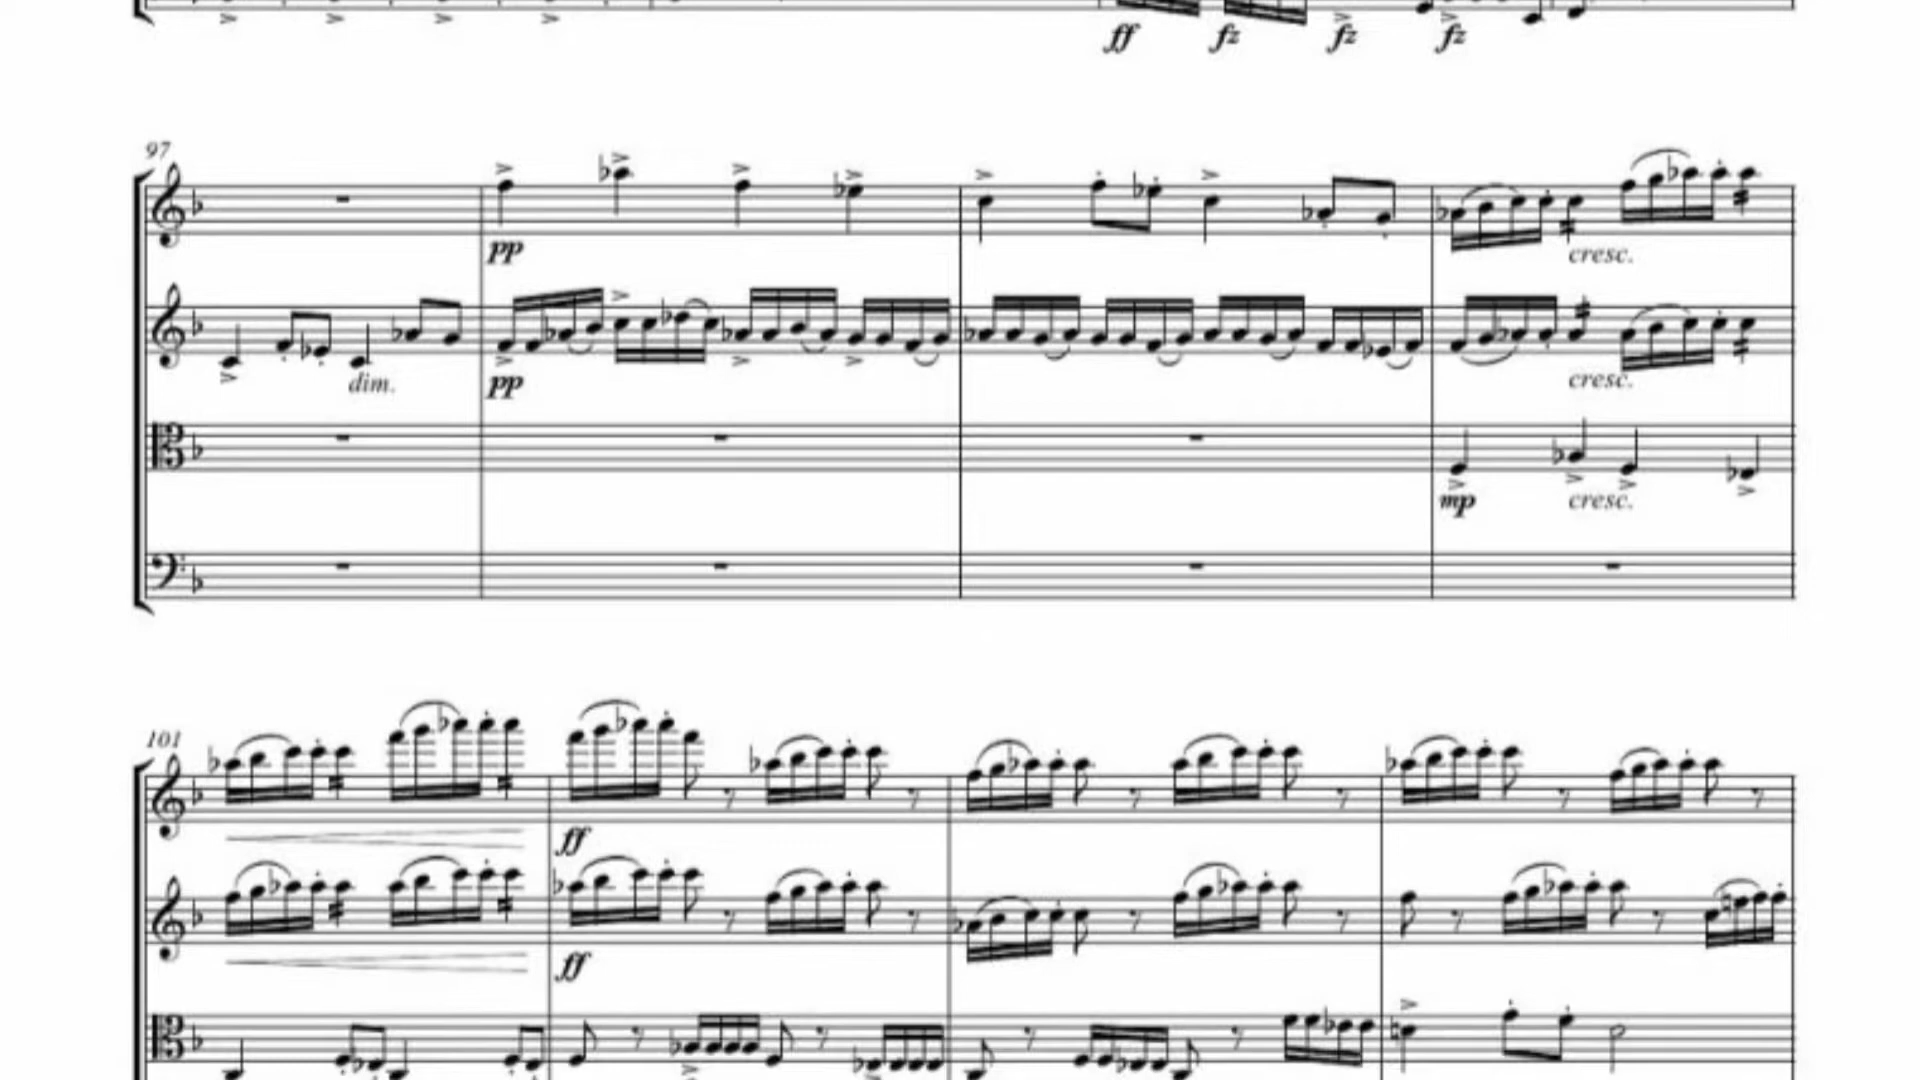 ff fz fz fz
97
pp
cresc.
dim.
pp
cresc.
mp cresc.
101
ff
ff